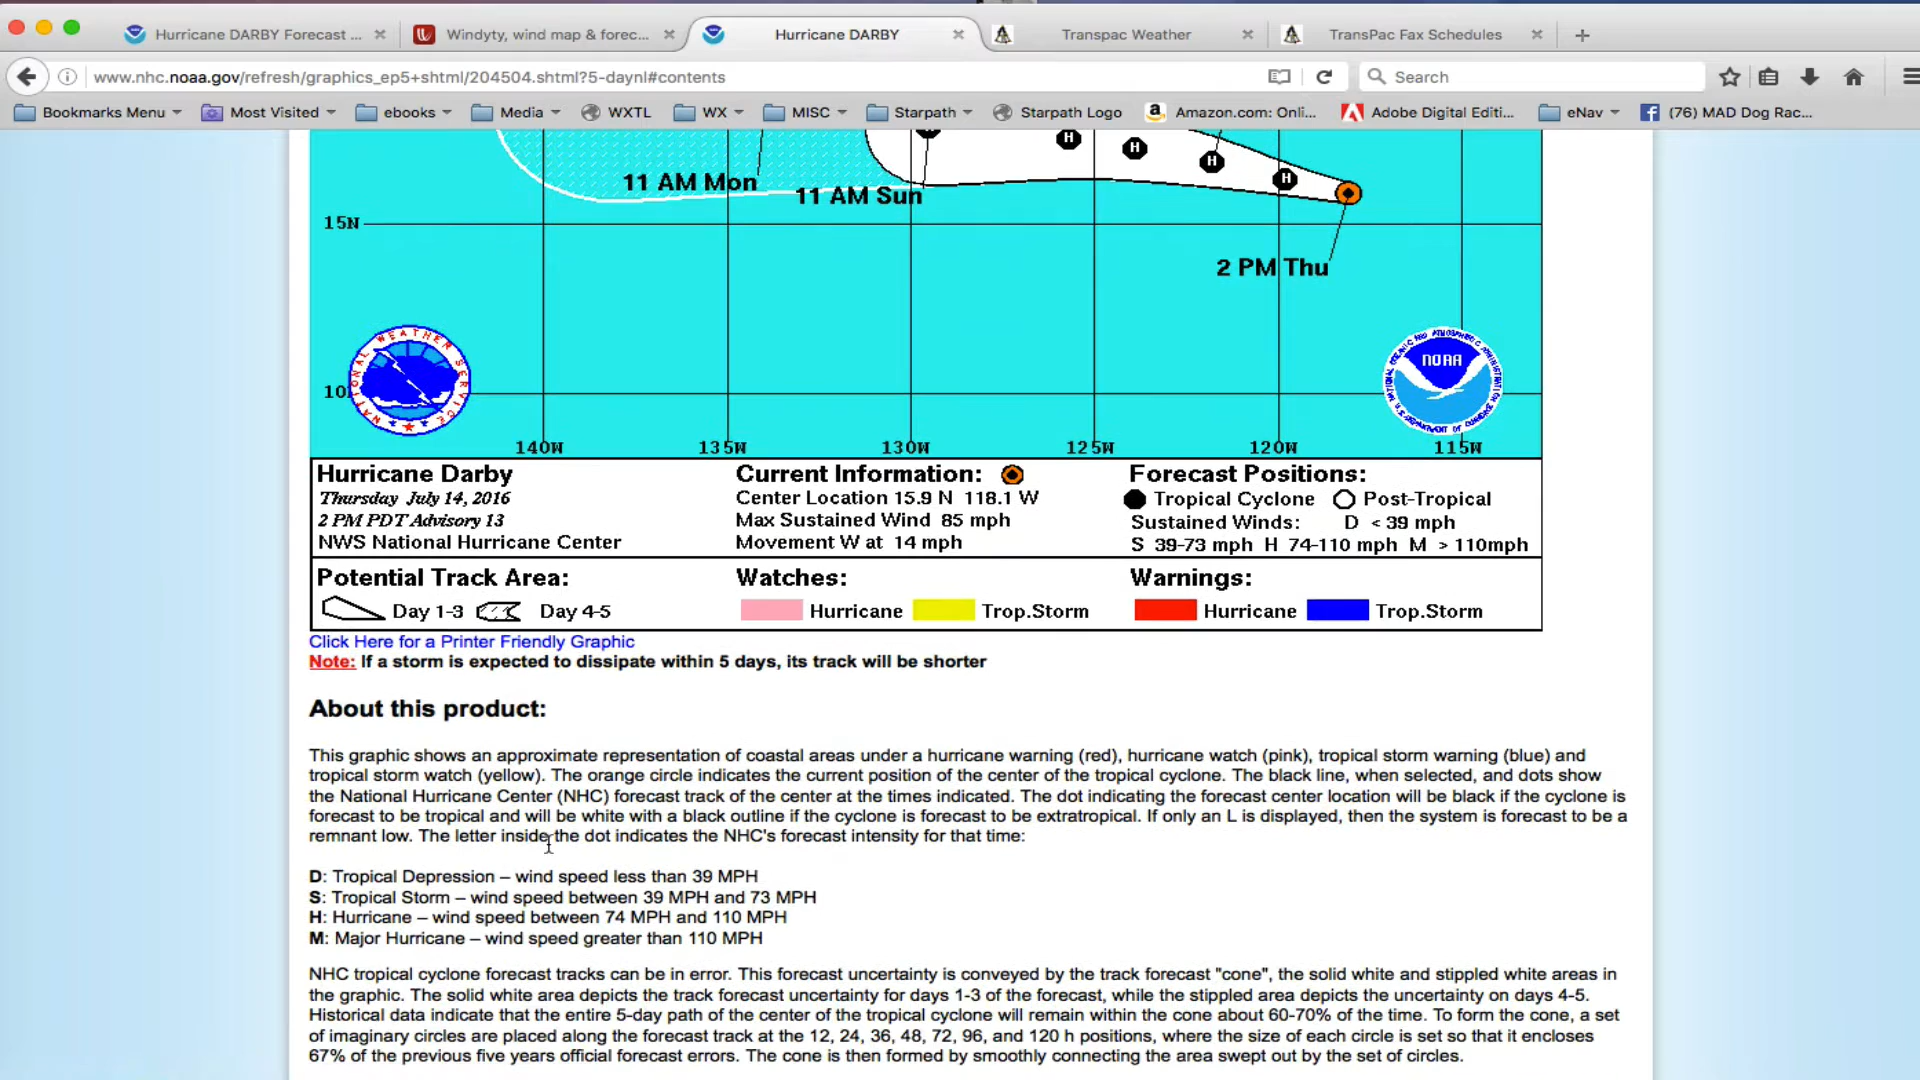 Hurricane DARBY Forecast ...
Windyty, wind map & forec...
Hurricane DARBY
Transpac Weather
TransPac Fax Schedules
www.nhc.noaa.gov/refresh/graphics_ep5+shtml/204504.shtml?5-daynl#contents
Search
Bookmarks Menu
Most Visited
ebooks
Media
WXTL
WX
MISC
Starpath
Starpath Logo
Amazon.com: Onli...
Adobe Digital Editi...
eNav
(76) MAD Dog Rac...
H
H
H
H
11 AM Mon
11 AM Sun
15N
2 PM Thu
NATIONAL WEATHER SERVICE
NOAA
10
140W 135W 130W 125W 120W 115W
Hurricane Darby
Thursday July 14, 2016
2 PM PDT Advisory 13
NWS National Hurricane Center
Current Information:
Center Location 15.9 N 118.1 W
Max Sustained Wind 85 mph
Movement W at 14 mph
Forecast Positions:
Tropical Cyclone Post-Tropical
Sustained Winds: D < 39 mph
S 39-73 mph H 74-110 mph M > 110mph
Potential Track Area:
Day 1-3 Day 4-5
Watches:
Hurricane Trop.Storm
Warnings:
Hurricane Trop.Storm
Click Here for a Printer Friendly Graphic
Note: If a storm is expected to dissipate within 5 days, its track will be shorter
About this product:
This graphic shows an approximate representation of coastal areas under a hurricane warning (red), hurricane watch (pink), tropical storm warning (blue) and
tropical storm watch (yellow). The orange circle indicates the current position of the center of the tropical cyclone. The black line, when selected, and dots show
the National Hurricane Center (NHC) forecast track of the center at the times indicated. The dot indicating the forecast center location will be black if the cyclone is
forecast to be tropical and will be white with a black outline if the cyclone is forecast to be extratropical. If only an L is displayed, then the system is forecast to be a
remnant low. The letter inside the dot indicates the NHC's forecast intensity for that time:
D: Tropical Depression – wind speed less than 39 MPH
S: Tropical Storm – wind speed between 39 MPH and 73 MPH
H: Hurricane – wind speed between 74 MPH and 110 MPH
M: Major Hurricane – wind speed greater than 110 MPH
NHC tropical cyclone forecast tracks can be in error. This forecast uncertainty is conveyed by the track forecast "cone", the solid white and stippled white areas in
the graphic. The solid white area depicts the track forecast uncertainty for days 1-3 of the forecast, while the stippled area depicts the uncertainty on days 4-5.
Historical data indicate that the entire 5-day path of the center of the tropical cyclone will remain within the cone about 60-70% of the time. To form the cone, a set
of imaginary circles are placed along the forecast track at the 12, 24, 36, 48, 72, 96, and 120 h positions, where the size of each circle is set so that it encloses
67% of the previous five years official forecast errors. The cone is then formed by smoothly connecting the area swept out by the set of circles.